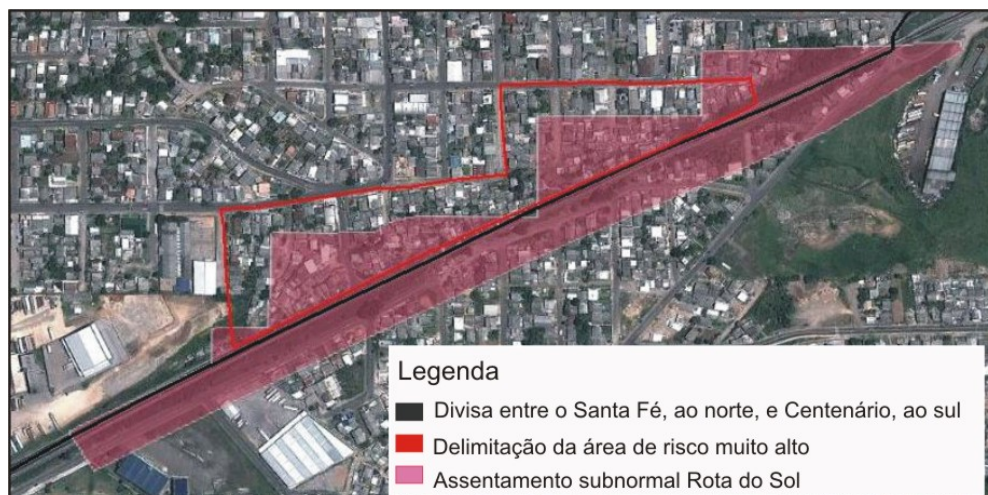 Legenda
Divisa entre o Santa Fé, ao norte, e Centenário, ao sul
Delimitação da área de risco muito alto
Assentamento subnormal Rota do Sol